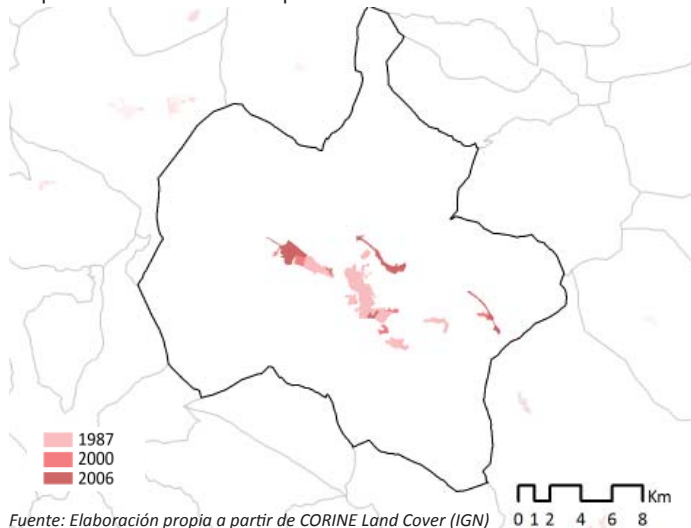 1987
2000
2006
Km
0 1 2 4 6 8
Fuente: Elaboración propia a partir de CORINE Land Cover (IGN)